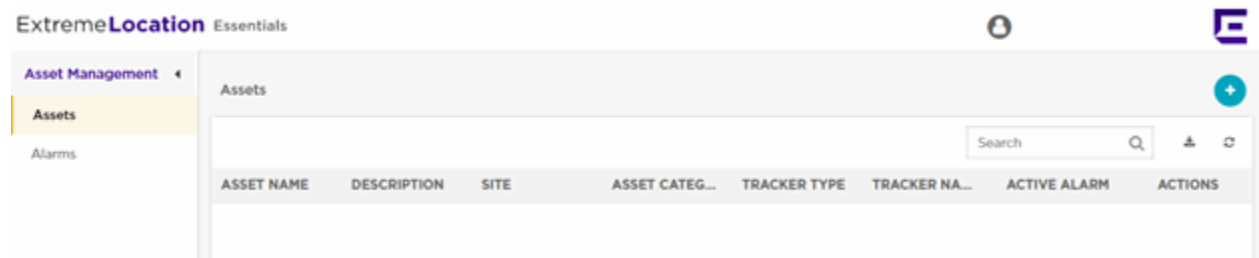 ExtremeLocation Essentials
Asset Management
Assets
Assets
Alarms
Search
ASSET NAME DESCRIPTION SITE ASSET CATEG... TRACKER TYPE TRACKER NA... ACTIVE ALARM ACTIONS